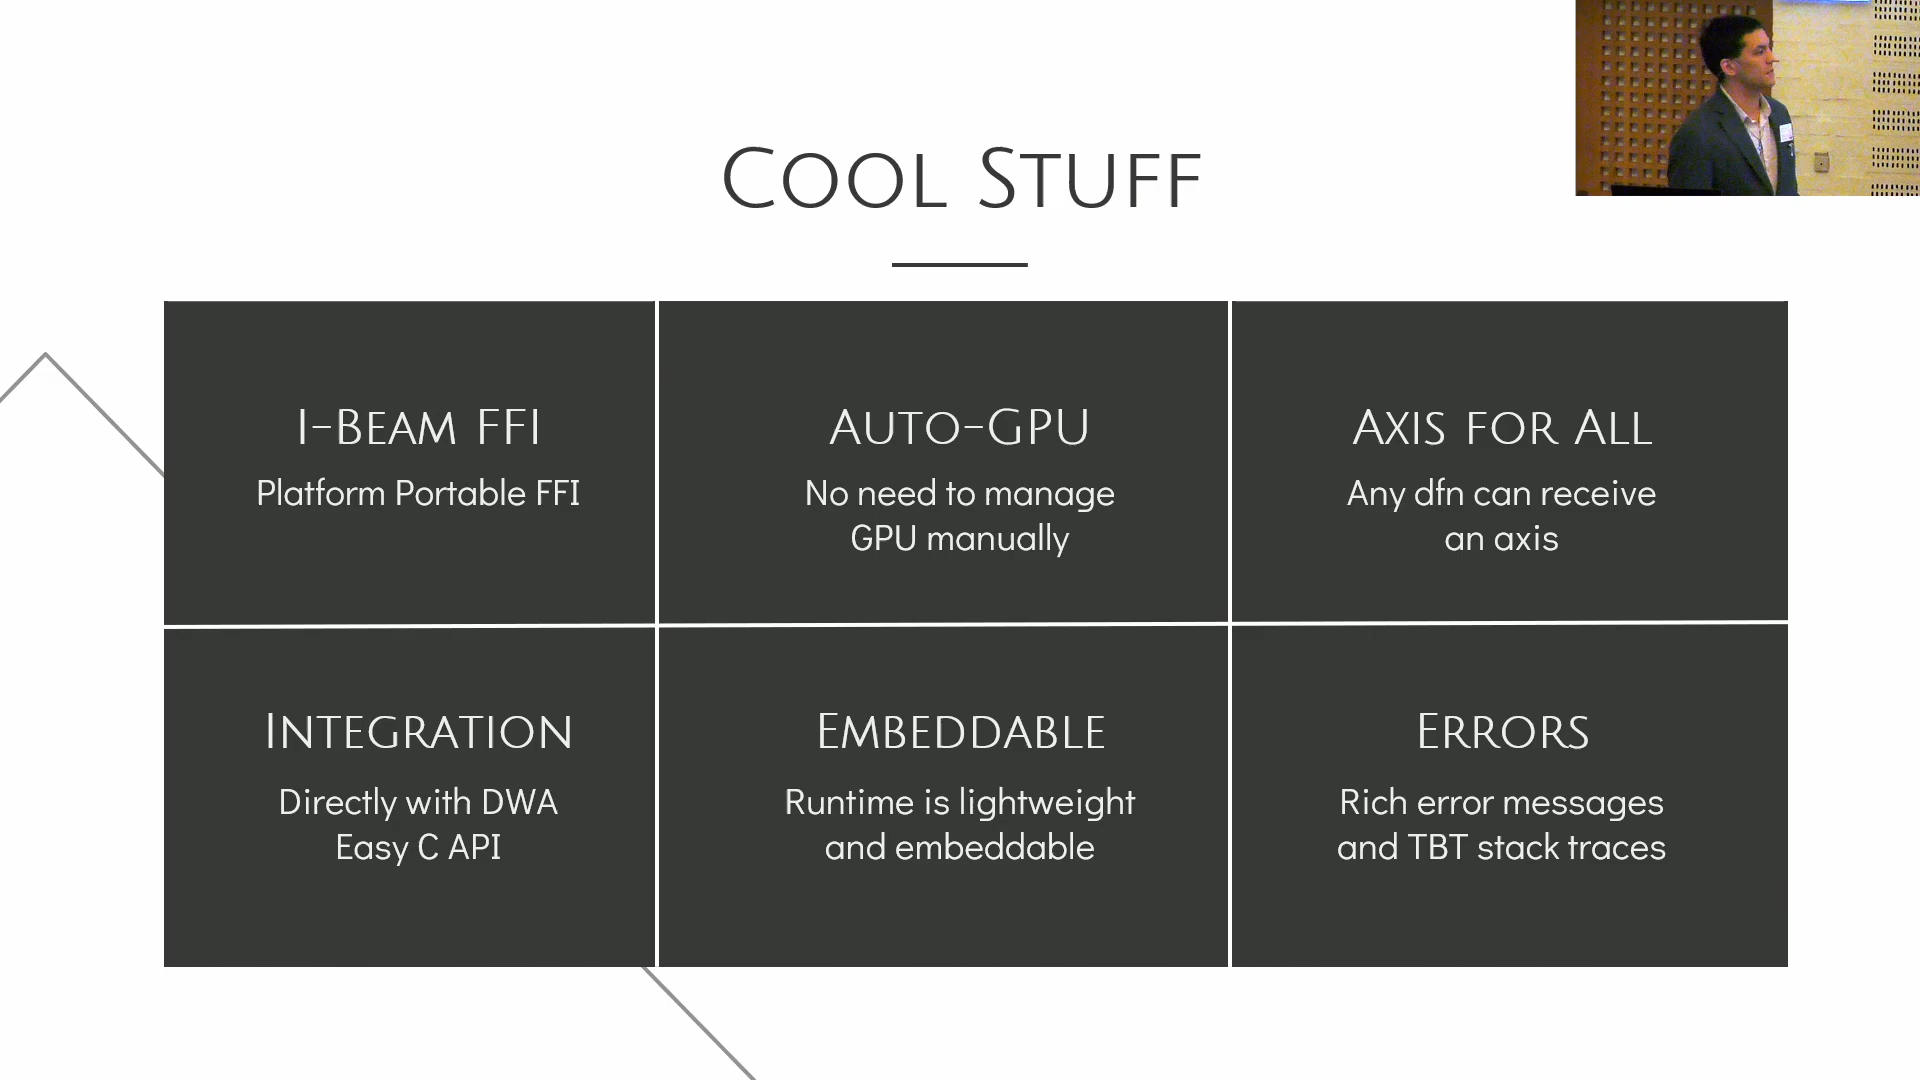 Cool Stuff
I-Beam FFI
Platform Portable FFI
Auto-GPU
No need to manage
GPU manually
Axis for All
Any dfn can receive
an axis
Integration
Directly with DWA
Easy C API
Embeddable
Runtime is lightweight
and embeddable
Errors
Rich error messages
and TBT stack traces